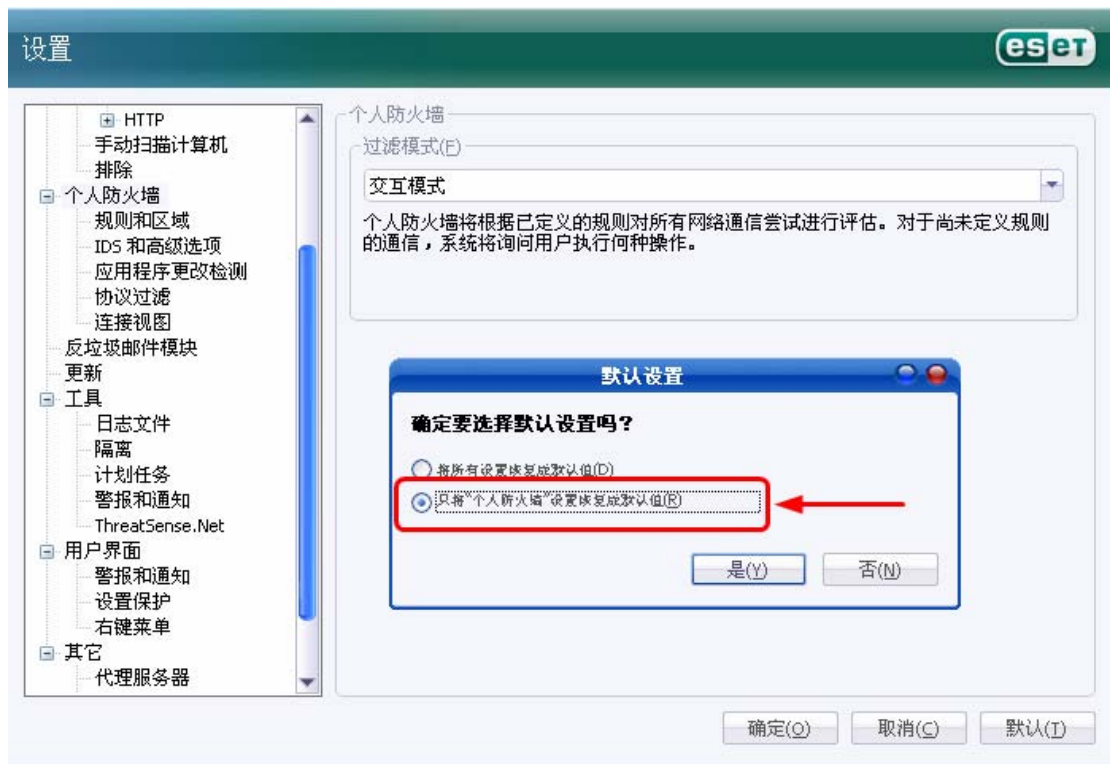 设置
eset
HTTP
手动扫描计算机
排除
个人防火墙
规则和区域
IDS 和高级选项
应用程序更改检测
协议过滤
连接视图
反垃圾邮件模块
更新
工具
日志文件
隔离
计划任务
警报和通知
ThreatSense.Net
用户界面
警报和通知
设置保护
右键菜单
其它
代理服务器
个人防火墙
过滤模式(F)
交互模式
个人防火墙将根据已定义的规则对所有网络通信尝试进行评估。对于尚未定义规则
的通信，系统将询问用户执行何种操作。
默认设置
确定要选择默认设置吗?
将所有设置恢复成默认值(D)
只将"个人防火墙"设置恢复成默认值(R)
是(Y)
否(N)
确定(O)
取消(C)
默认(T)